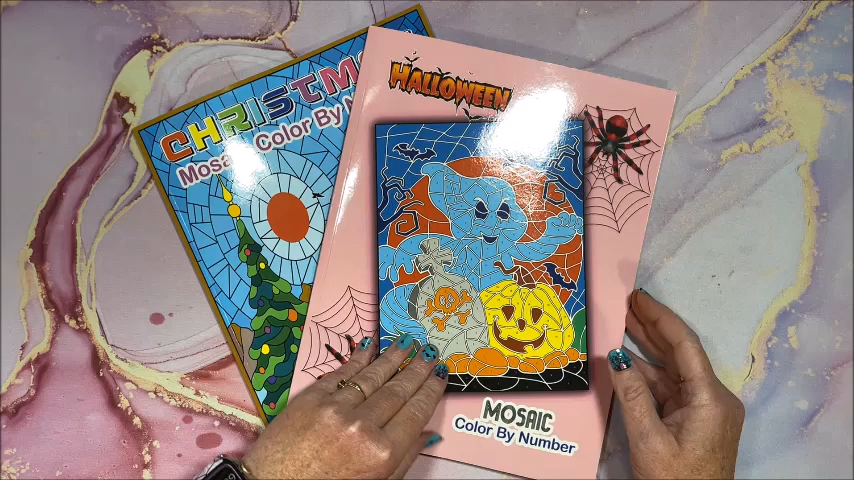 CHRISTM
Mosa Color By N
HALLOWEEN
MOSAIC
Color By Number